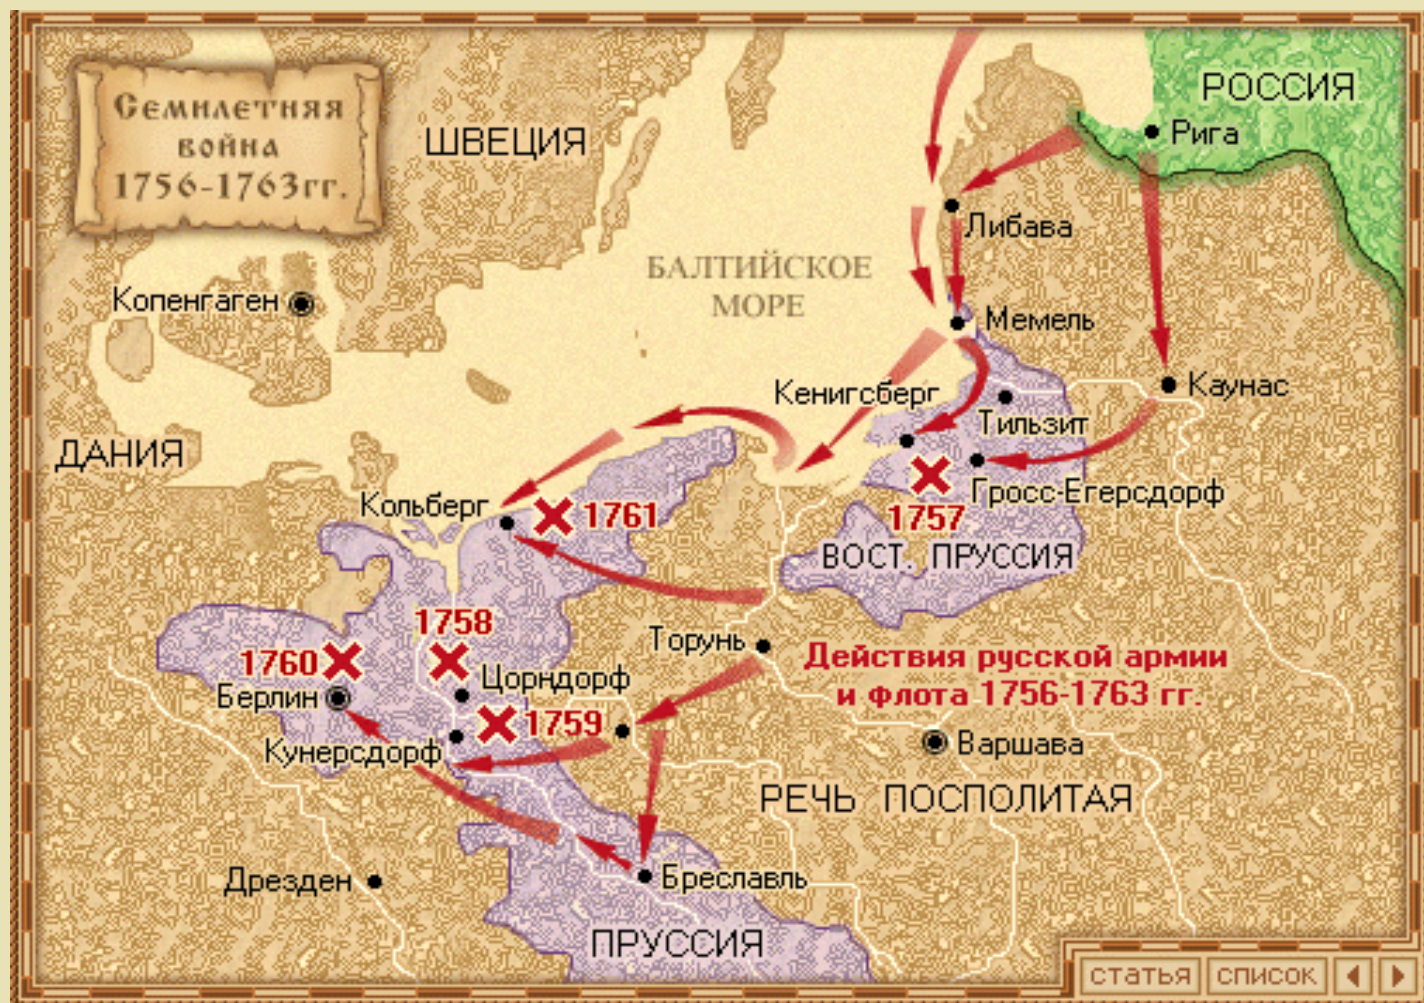 Семилетняя
война
1756-1763гг.
ШВЕЦИЯ
РОССИЯ
Рига
Либава
БАЛТИЙСКОЕ
МОРЕ
Копенгаген
Мемель
Кенигсберг
Каунас
Тильзит
ДАНИЯ
Кольберг
1761
Гросс-Егерсдорф
1757
ВОСТ. ПРУССИЯ
1758
1760
Торунь
Действия русской армии
и флота 1756-1763 гг.
Берлин
Цорндорф
1759
Кунерсдорф
Варшава
РЕЧЬ ПОСПОЛИТАЯ
Дрезден
Бреславль
ПРУССИЯ
статья список